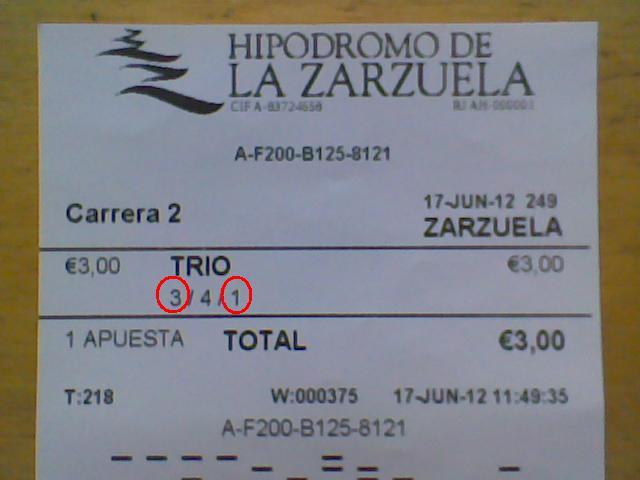 HIPODROMO DE
LA ZARZUELA
CIF A-83724658
A-F200-B125-8121
17-JUN-12 249
Carrera 2
ZARZUELA
€3,00 TRIO €3,00
3 / 4 / 1
1 APUESTA TOTAL €3,00
T:218 W:000375 17-JUN-12 11:49:35
A-F200-B125-8121